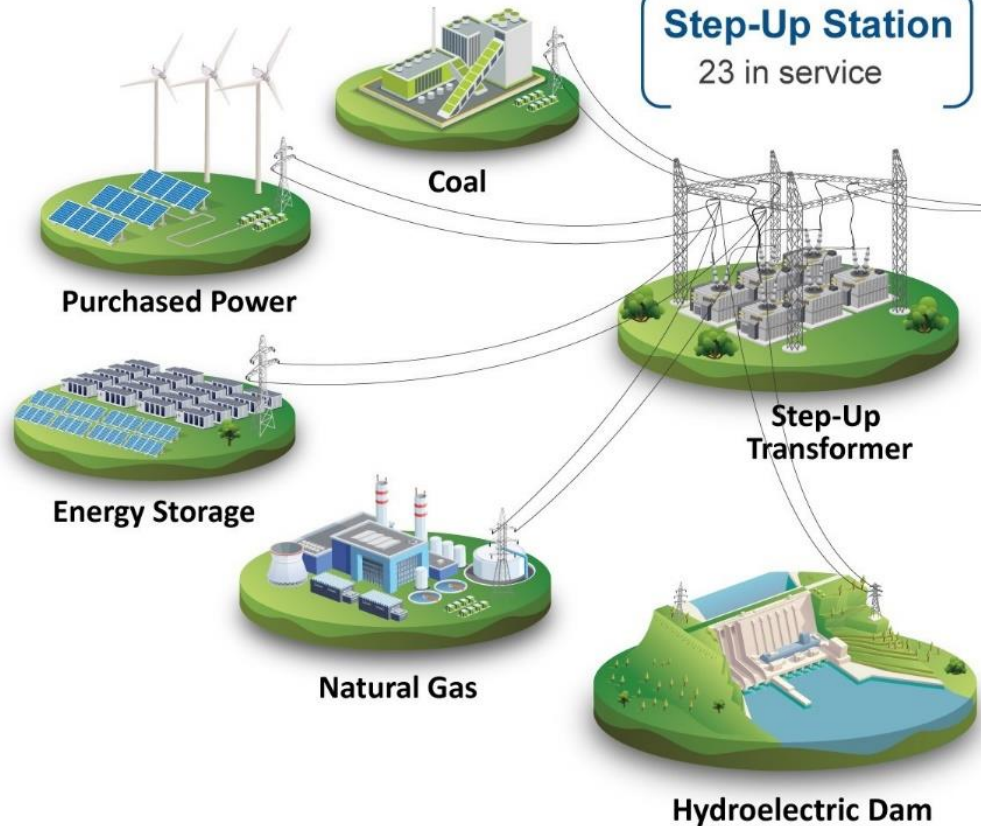 Step-Up Station
23 in service
Coal
Purchased Power
Step-Up
Transformer
Energy Storage
Natural Gas
Hydroelectric Dam